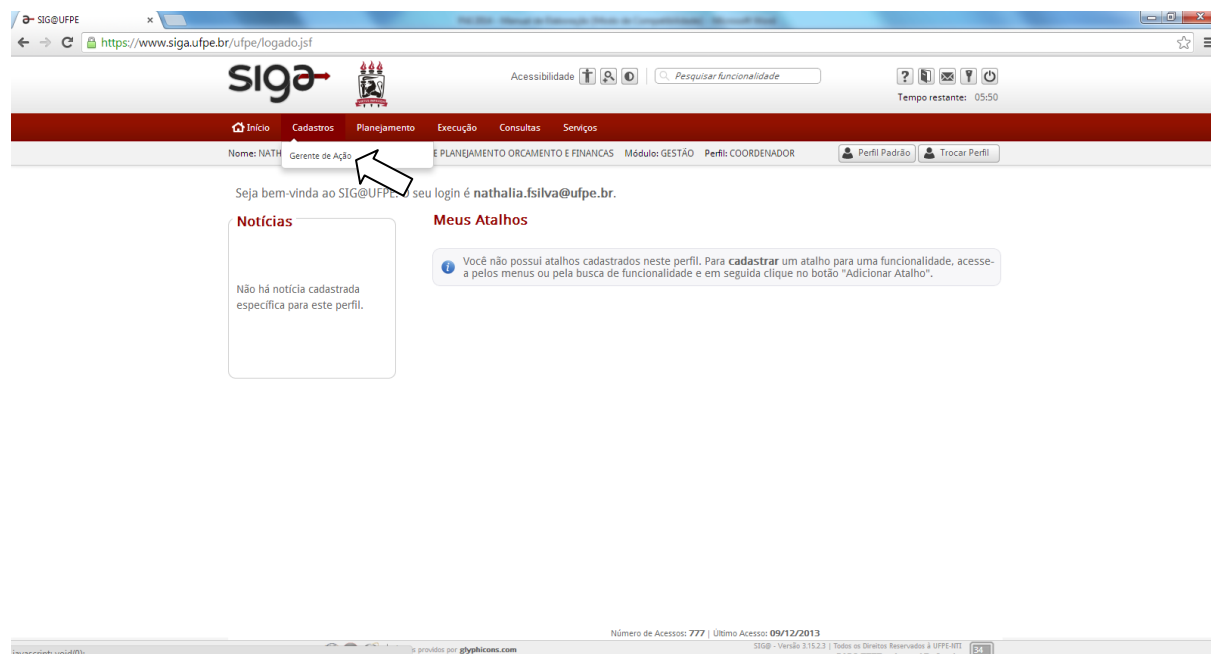 SIG@UFPE
https://www.siga.ufpe.br/ufpe/logado.jsf
SIG@
Acessibilidade
Pesquisar funcionalidade
Tempo restante: 05:50
Início Cadastros Planejamento Execução Consultas Serviços
Nome: NATH E PLANEJAMENTO ORCAMENTO E FINANCAS Módulo: GESTÃO Perfil: COORDENADOR Perfil Padrão Trocar Perfil
Gerente de Ação
Seja bem-vinda ao SIG@UFPE. O seu login é nathalia.fsilva@ufpe.br.
Notícias
Não há notícia cadastrada
específica para este perfil.
Meus Atalhos
Você não possui atalhos cadastrados neste perfil. Para cadastrar um atalho para uma funcionalidade, acesse-
a pelos menus ou pela busca de funcionalidade e em seguida clique no botão "Adicionar Atalho".
Número de Acessos: 777 | Último Acesso: 09/12/2013
s providos por glyphicons.com
SIG@ - Versão 3.15.2.3 | Todos os Direitos Reservados à UFPE-NTI
34
javascript: void(0);